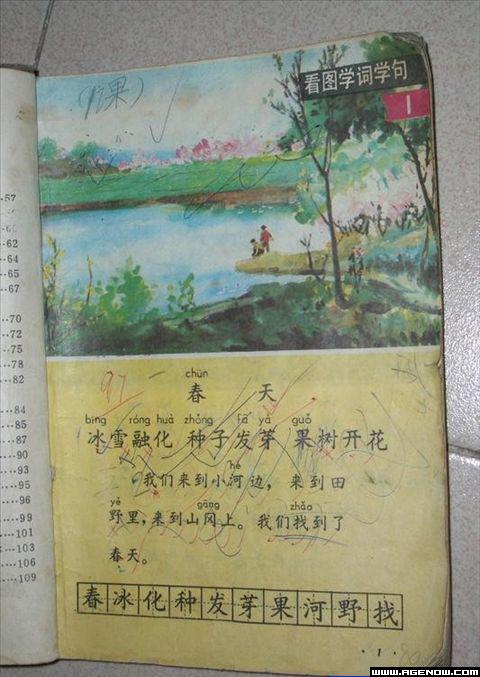 57
62
64
65
67
70
72
75
78
82
84
85
87
90
93
95
96
99
101
103
106
109
看图学词学句
1
97
chūn
春 天
bīng róng huà zhǒng fā yá guǒ
冰雪融化 种子发芽 果树开花
hé
我们来到小河边，来到田
yě gāng zhǎo
野里，来到山冈上。我们找到了
春天。
春冰化种发芽果河野找
· 1 ·
www.AGENOW.com